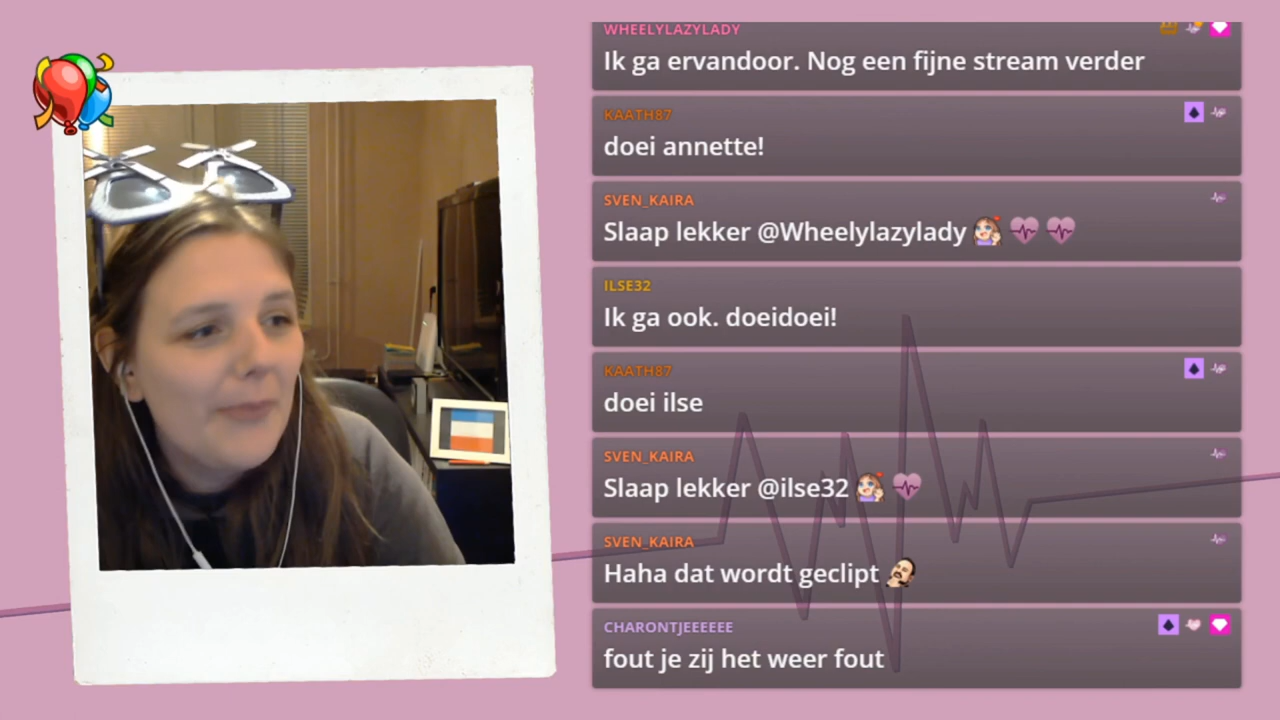 WHEELYLAZYLADY
Ik ga ervandoor. Nog een fijne stream verder
KAATH87
doei annette!
SVEN_KAIRA
Slaap lekker @Wheelylazylady
ILSE32
Ik ga ook. doeidoei!
KAATH87
doei ilse
SVEN_KAIRA
Slaap lekker @ilse32
SVEN_KAIRA
Haha dat wordt geclipt
CHARONTJEEEEEE
fout je zij het weer fout